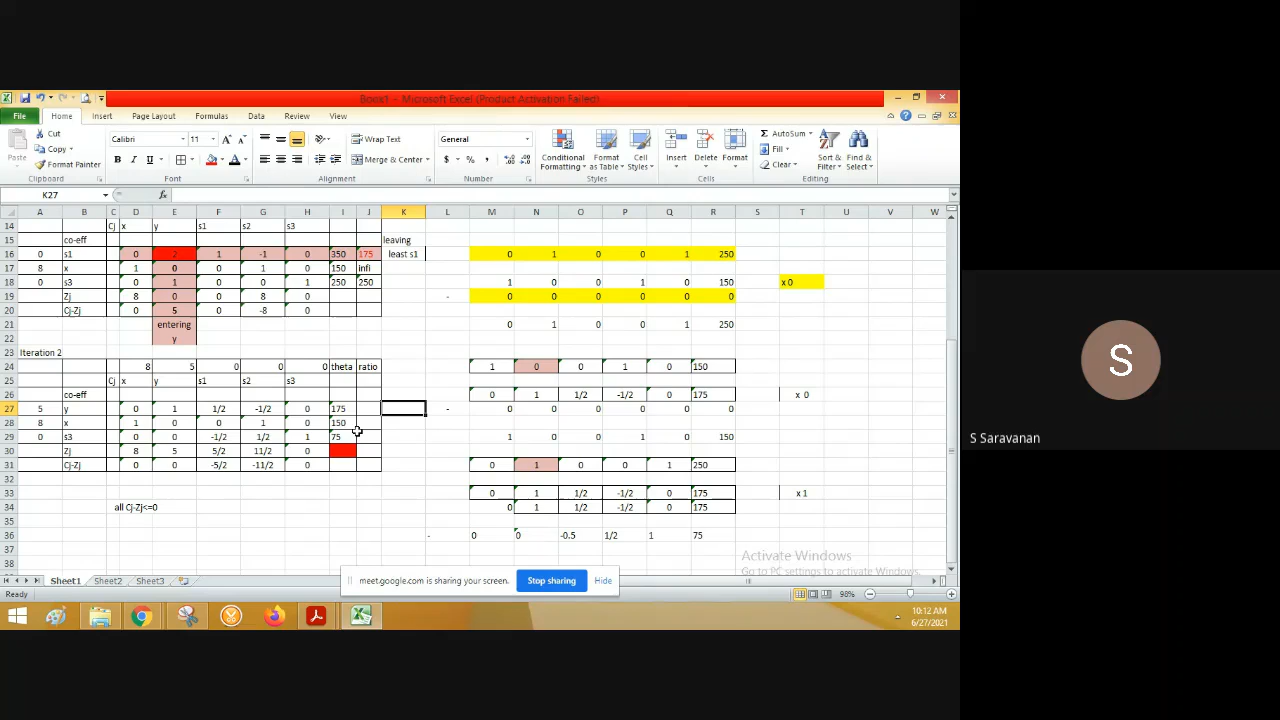 Book1 - Microsoft Excel (Product Activation Failed)
File Home Insert Page Layout Formulas Data Review View
Cut
Copy
Format Painter
Paste
Clipboard
Calibri 11
B I U
Font
Wrap Text
Merge & Center
Alignment
General
$ % ,
Number
Conditional Formatting
Format as Table
Cell Styles
Styles
Insert Delete Format
Cells
AutoSum
Fill
Clear
Sort & Filter
Find & Select
Editing
K27 fx
A B C D E F G H I J K L M N O P Q R S T U V W
14 Cj x y s1 s2 s3
15 co-eff leaving
16 0 s1 0 2 1 -1 0 350 175 least s1 0 1 0 0 1 250
17 8 x 1 0 0 1 0 150 infi
18 0 s3 0 1 0 0 1 250 250 1 0 0 1 0 150 x 0
19 Zj 8 0 0 8 0 - 0 0 0 0 0 0
20 Cj-Zj 0 5 0 -8 0
21 entering 0 1 0 0 1 250
22 y
23 Iteration 2
24 8 5 0 0 0 theta ratio 1 0 0 1 0 150
25 Cj x y s1 s2 s3
26 co-eff 0 1 1/2 -1/2 0 175 x 0
27 5 y 0 1 1/2 -1/2 0 175 - 0 0 0 0 0 0
28 8 x 1 0 0 1 0 150
29 0 s3 0 0 -1/2 1/2 1 75 1 0 0 1 0 150
30 Zj 8 5 5/2 11/2 0
31 Cj-Zj 0 0 -5/2 -11/2 0 0 1 0 0 1 250
32
33 0 1 1/2 -1/2 0 175 x 1
34 all Cj-Zj<=0 0 1 1/2 -1/2 0 175
35
36 - 0 0 -0.5 1/2 1 75
37
38
Activate Windows
Go to PC settings to activate Windows.
Sheet1 Sheet2 Sheet3
meet.google.com is sharing your screen. Stop sharing Hide
Ready 98%
10:12 AM
6/27/2021
S
S Saravanan